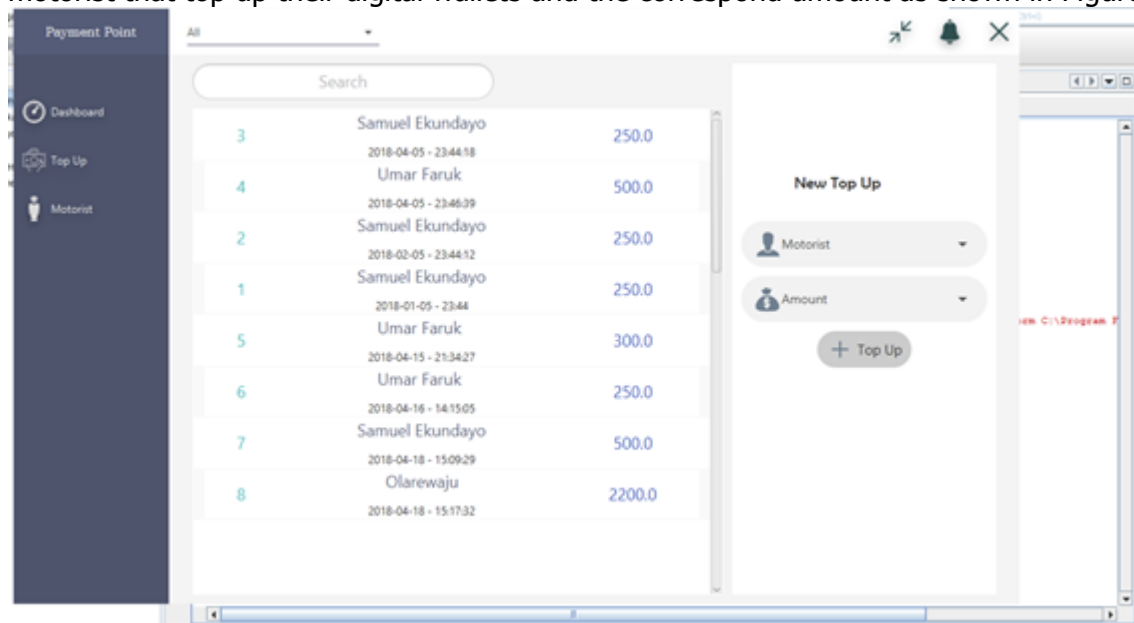 motorist that top up their digital wallets and the correspond amount as shown in Figure
Payment Point
All
Dashboard
Top Up
Motorist
Search
3 Samuel Ekundayo 250.0
2018-04-05 - 23:44:18
4 Umar Faruk 500.0
2018-04-05 - 23:46:39
2 Samuel Ekundayo 250.0
2018-02-05 - 23:44:12
1 Samuel Ekundayo 250.0
2018-01-05 - 23:44
5 Umar Faruk 300.0
2018-04-15 - 21:34:27
6 Umar Faruk 250.0
2018-04-16 - 14:15:05
7 Samuel Ekundayo 500.0
2018-04-18 - 15:09:29
8 Olarewaju 2200.0
2018-04-18 - 15:17:32
New Top Up
Motorist
Amount
+ Top Up
C:\Program F